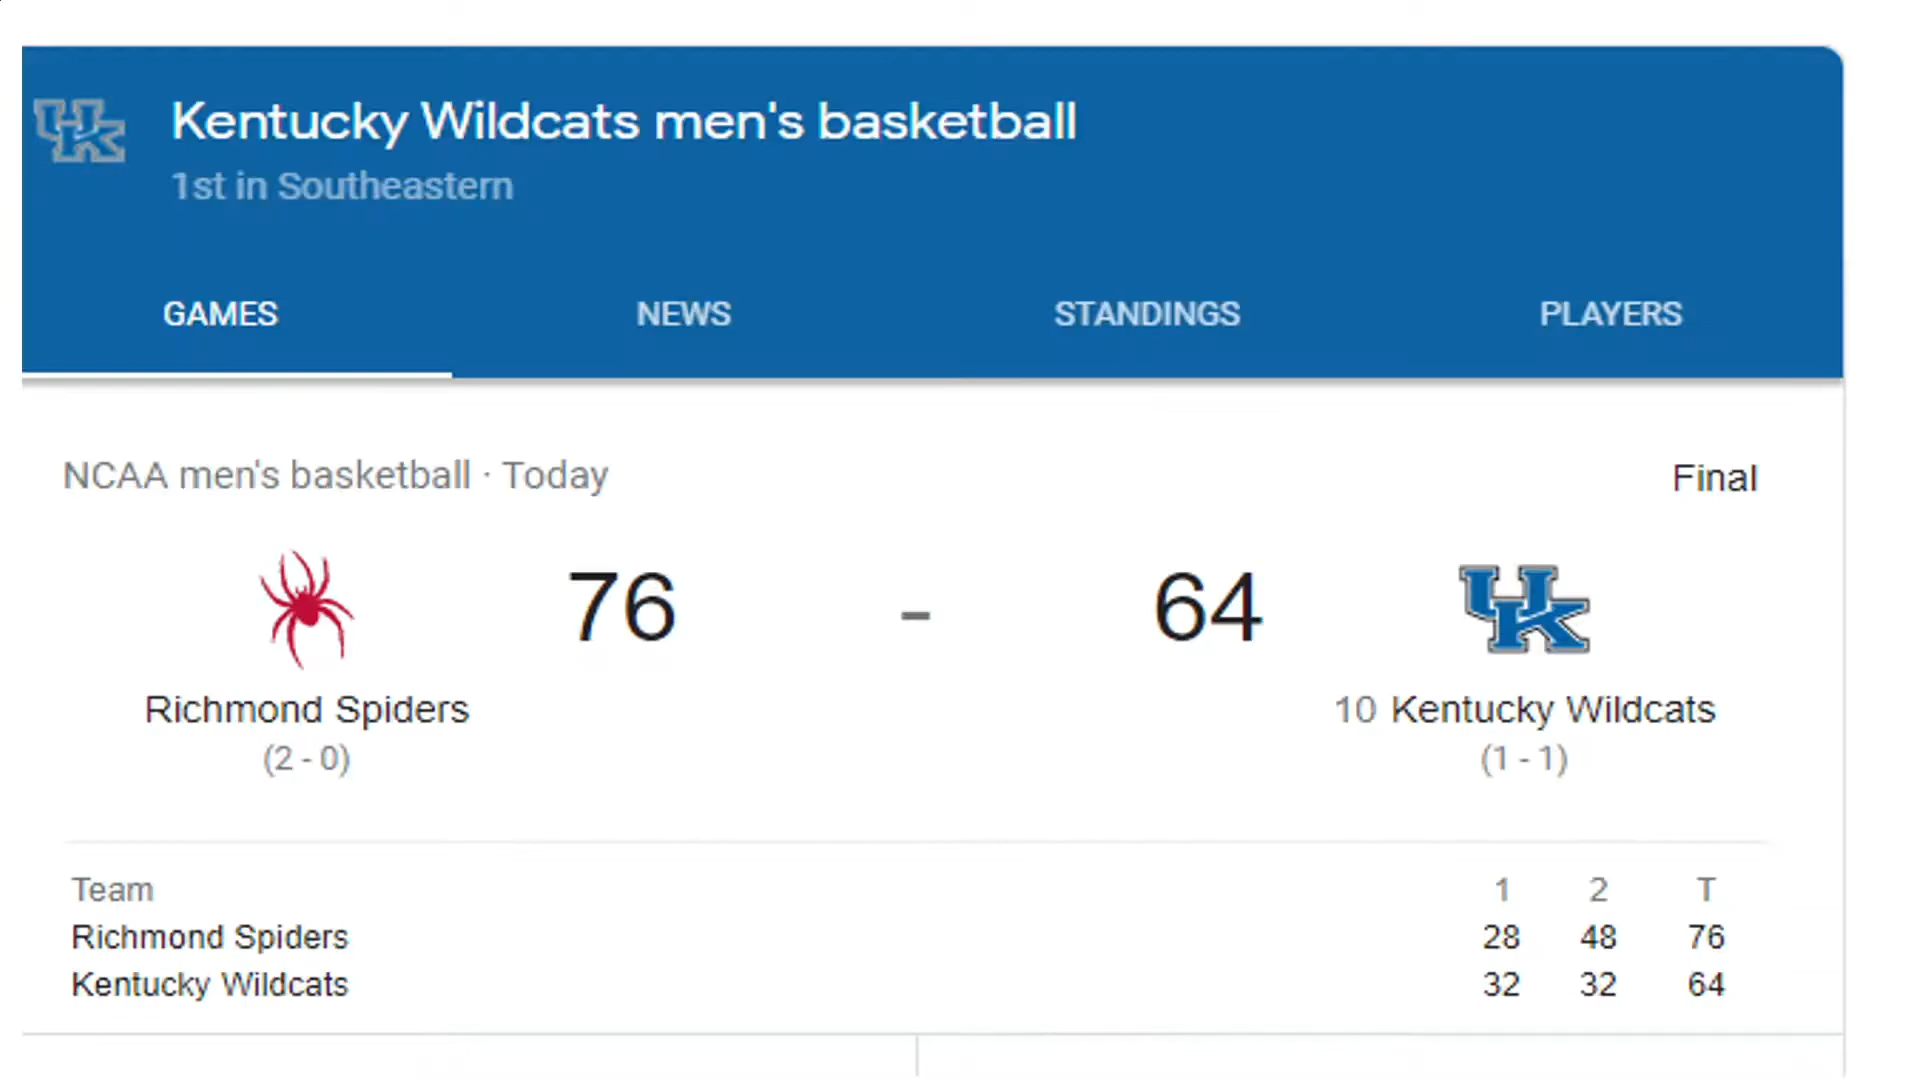 UK
Kentucky Wildcats men's basketball
1st in Southeastern
GAMES NEWS STANDINGS PLAYERS
NCAA men's basketball · Today Final
76 - 64 UK
Richmond Spiders 10 Kentucky Wildcats
(2 - 0) (1 - 1)
Team 1 2 T
Richmond Spiders 28 48 76
Kentucky Wildcats 32 32 64